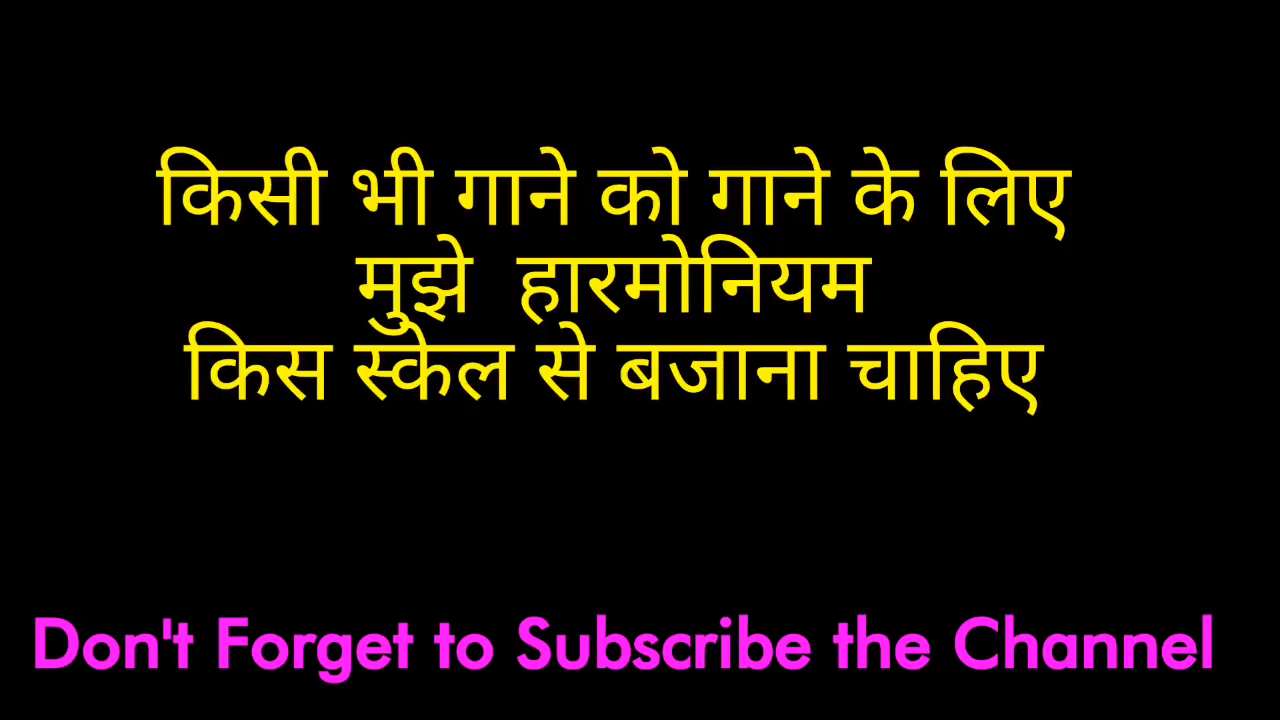 किसी भी गाने को गाने के लिए
मुझे हारमोनियम
किस स्केल से बजाना चाहिए
Don't Forget to Subscribe the Channel